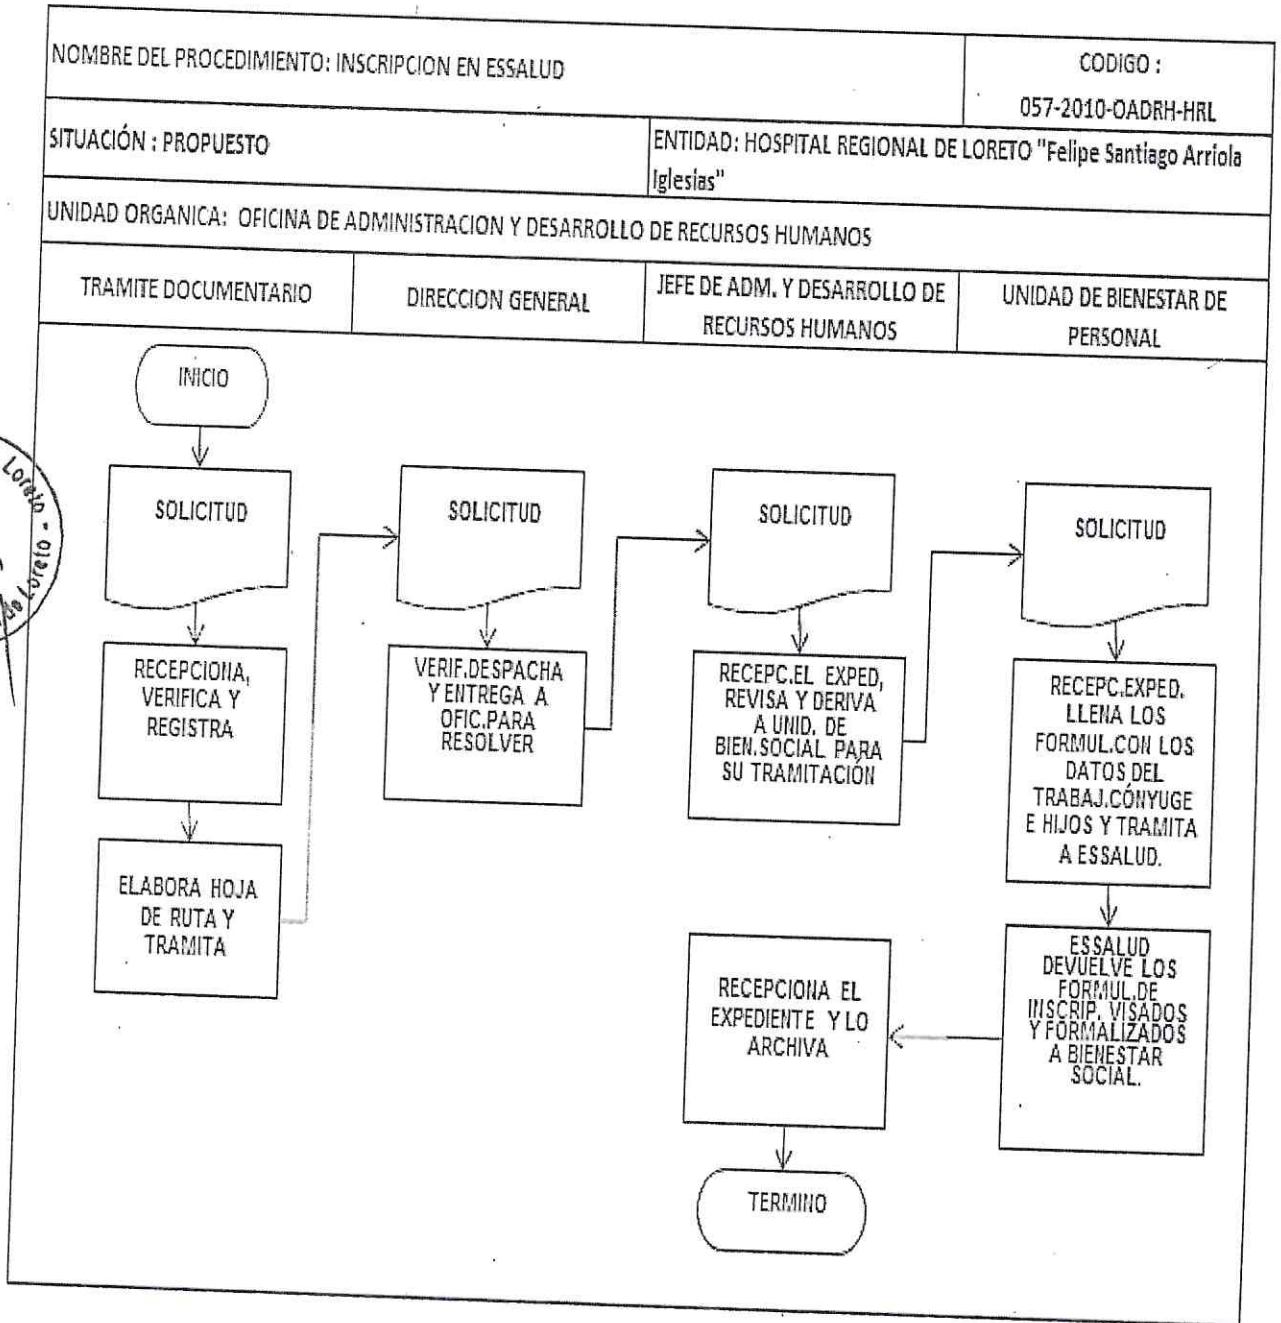 NOMBRE DEL PROCEDIMIENTO: INSCRIPCION EN ESSALUD
CODIGO :
057-2010-OADRH-HRL
SITUACIÓN : PROPUESTO
ENTIDAD: HOSPITAL REGIONAL DE LORETO "Felipe Santiago Arriola
Iglesias"
UNIDAD ORGANICA: OFICINA DE ADMINISTRACION Y DESARROLLO DE RECURSOS HUMANOS
TRAMITE DOCUMENTARIO
DIRECCION GENERAL
JEFE DE ADM. Y DESARROLLO DE
RECURSOS HUMANOS
UNIDAD DE BIENESTAR DE
PERSONAL
INICIO
SOLICITUD
RECEPCIONA,
VERIFICA Y
REGISTRA
ELABORA HOJA
DE RUTA Y
TRAMITA
SOLICITUD
VERIF.DESPACHA
Y ENTREGA A
OFIC.PARA
RESOLVER
SOLICITUD
RECEPC.EL EXPED,
REVISA Y DERIVA
A UNID. DE
BIEN.SOCIAL PARA
SU TRAMITACIÓN
SOLICITUD
RECEPC.EXPED.
LLENA LOS
FORMUL.CON LOS
DATOS DEL
TRABAJ.CÓNYUGE
E HIJOS Y TRAMITA
A ESSALUD.
ESSALUD
DEVUELVE LOS
FORMUL.DE
INSCRIP. VISADOS
Y FORMALIZADOS
A BIENESTAR
SOCIAL.
RECEPCIONA EL
EXPEDIENTE Y LO
ARCHIVA
TERMINO
Loreto -
de Loreto